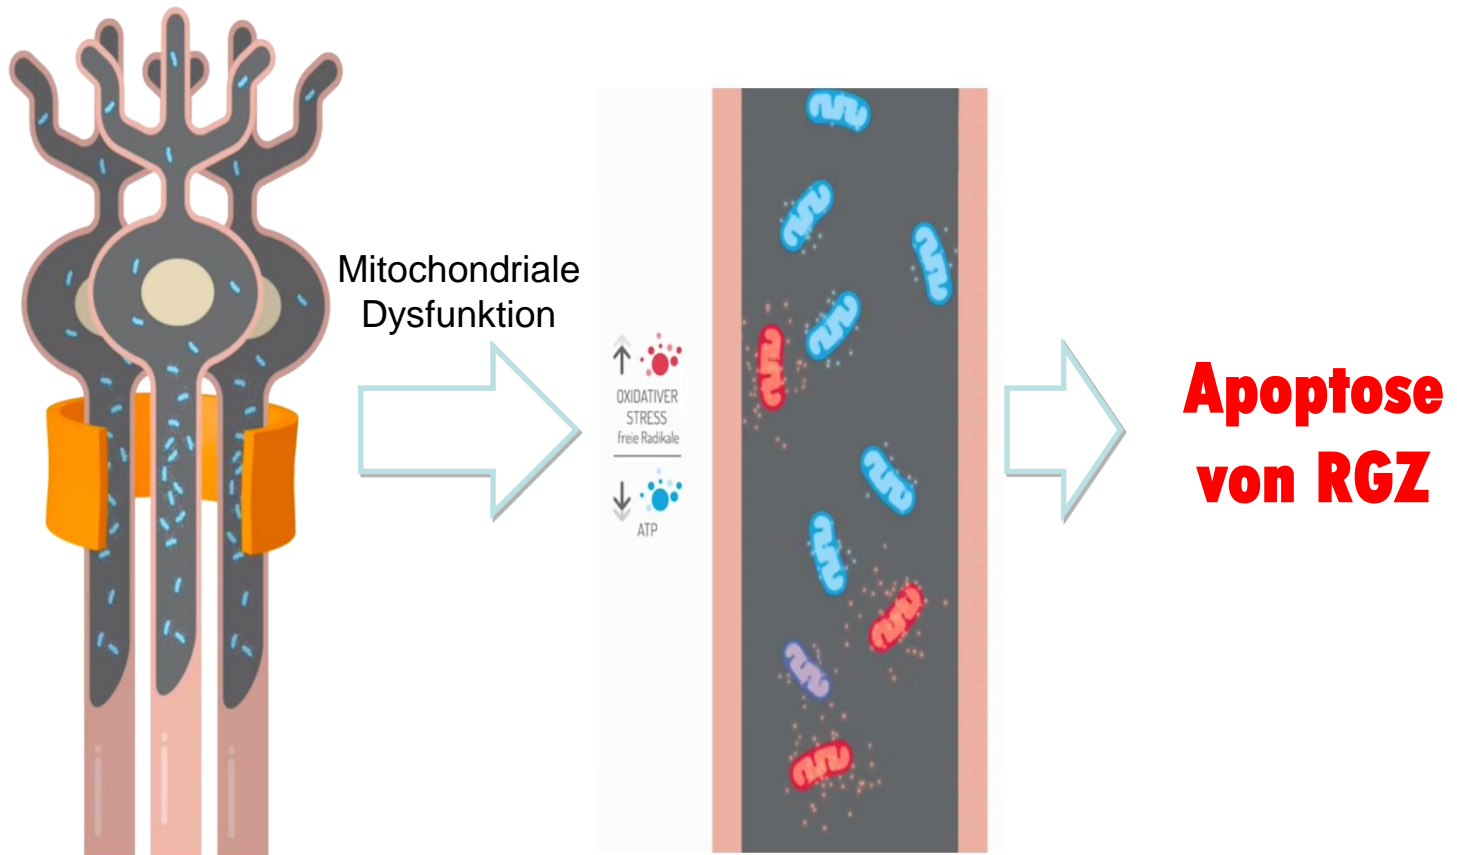 Mitochondriale
Dysfunktion
OXIDATIVER
STRESS
freie Radikale
ATP
Apoptose
von RGZ